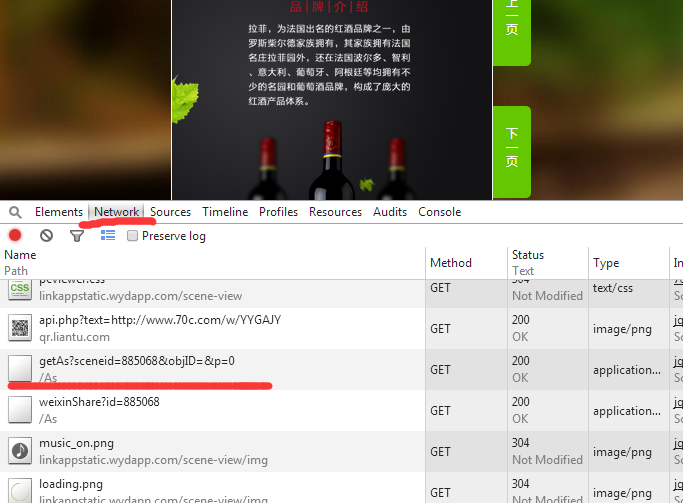 品|牌|介|绍
拉菲，为法国出名的红酒品牌之一，由
罗斯柴尔德家族拥有，其家族拥有法国
名庄拉菲园外，还在法国波尔多、智利
、意大利、葡萄牙、阿根廷等均拥有不
少的名园和葡萄酒品牌，构成了庞大的
红酒产品体系。
上
一
页
下
一
页
Elements Network Sources Timeline Profiles Resources Audits Console
Preserve log
Name Method Status Type In
Path Text Sc
CSS pcviewer.css GET 304 text/css
linkappstatic.wydapp.com/scene-view Not Modified Sc
api.php?text=http://www.70c.com/w/YYGAJY GET 200 image/png jq
qr.liantu.com OK Sc
getAs?sceneid=885068&objID=&p=0 GET 200 application... jq
/As OK Sc
weixinShare?id=885068 GET 200 application... jq
/As OK Sc
music_on.png GET 304 image/png jq
linkappstatic.wydapp.com/scene-view/img Not Modified Sc
loading.png GET 304 image/png jq
linkappstatic.wydapp.com/scene-view/img Not Modified Sc